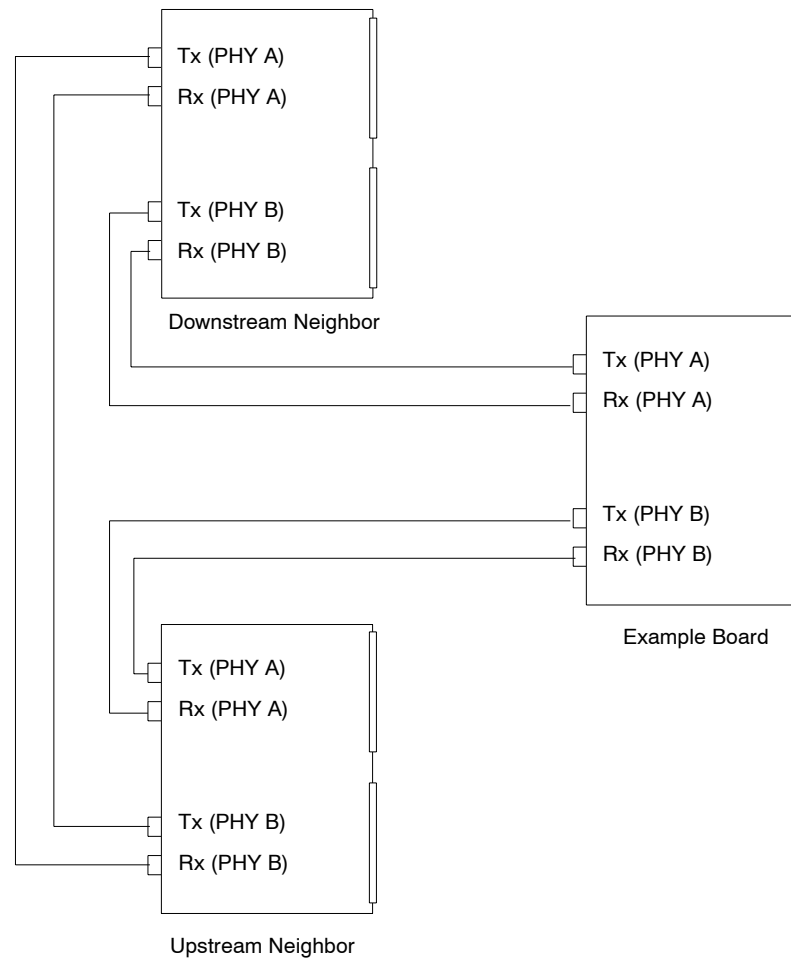 Tx (PHY A)
Rx (PHY A)
Tx (PHY B)
Rx (PHY B)
Downstream Neighbor
Tx (PHY A)
Rx (PHY A)
Tx (PHY B)
Rx (PHY B)
Example Board
Tx (PHY A)
Rx (PHY A)
Tx (PHY B)
Rx (PHY B)
Upstream Neighbor